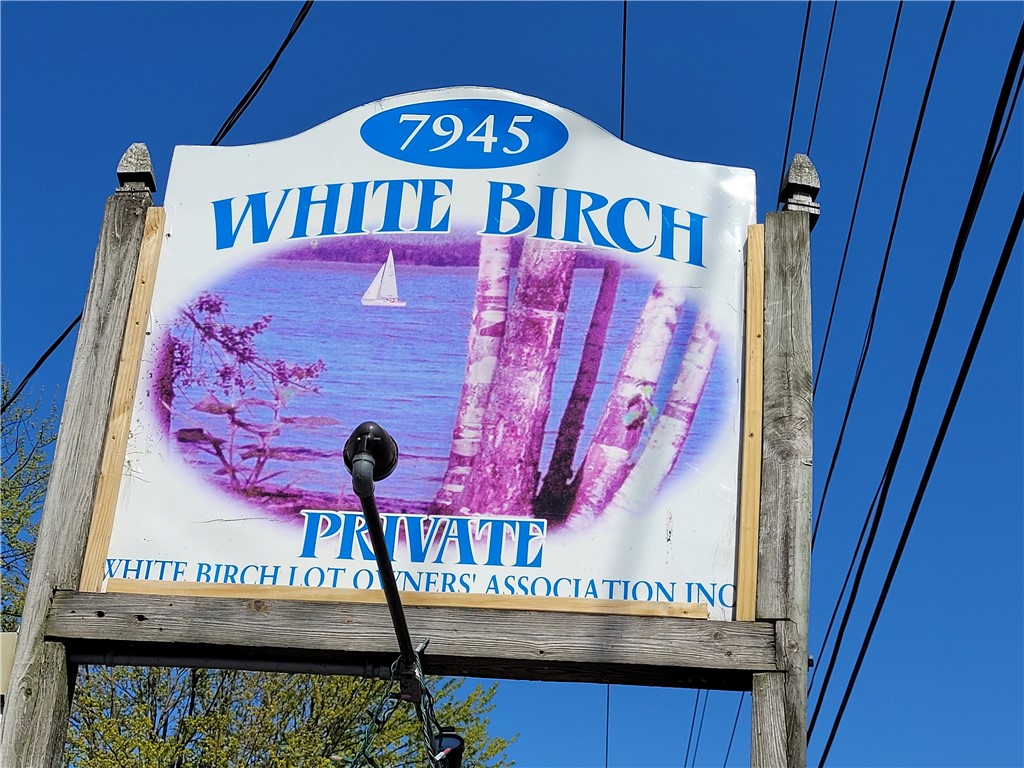 7945
WHITE BIRCH
PRIVATE
WHITE BIRCH LOT OWNERS' ASSOCIATION INC